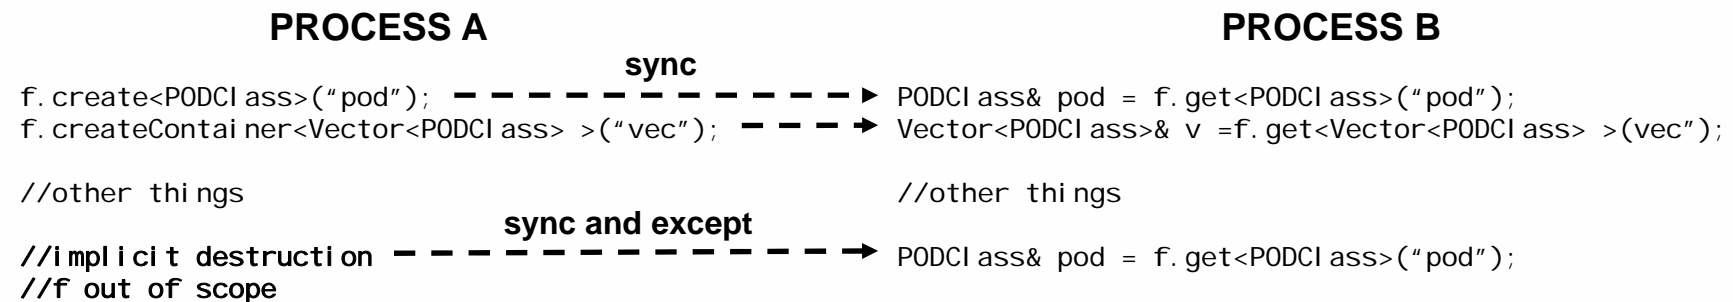 PROCESS A
PROCESS B
sync
f.create<PODClass>(“pod”);
PODClass& pod = f.get<PODClass>(“pod”);
f.createContainer<Vector<PODClass> >(“vec”);
Vector<PODClass>& v =f.get<Vector<PODClass> >(vec”);
//other things
//other things
sync and except
//implicit destruction
PODClass& pod = f.get<PODClass>(“pod”);
//f out of scope